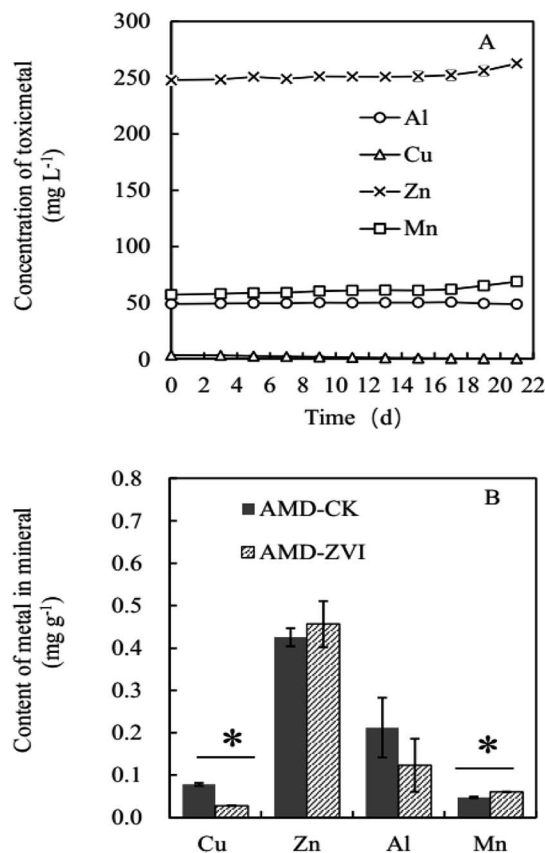 A
Concentration of toxicmetal
(mg L-1)
300
250
200
150
100
50
0
Al
Cu
Zn
Mn
0 2 4 6 8 10 12 14 16 18 20 22
Time（d）
B
Content of metal in mineral
(mg g-1)
0.8
0.7
0.6
0.5
0.4
0.3
0.2
0.1
0.0
AMD-CK
AMD-ZVI
* *
Cu Zn Al Mn